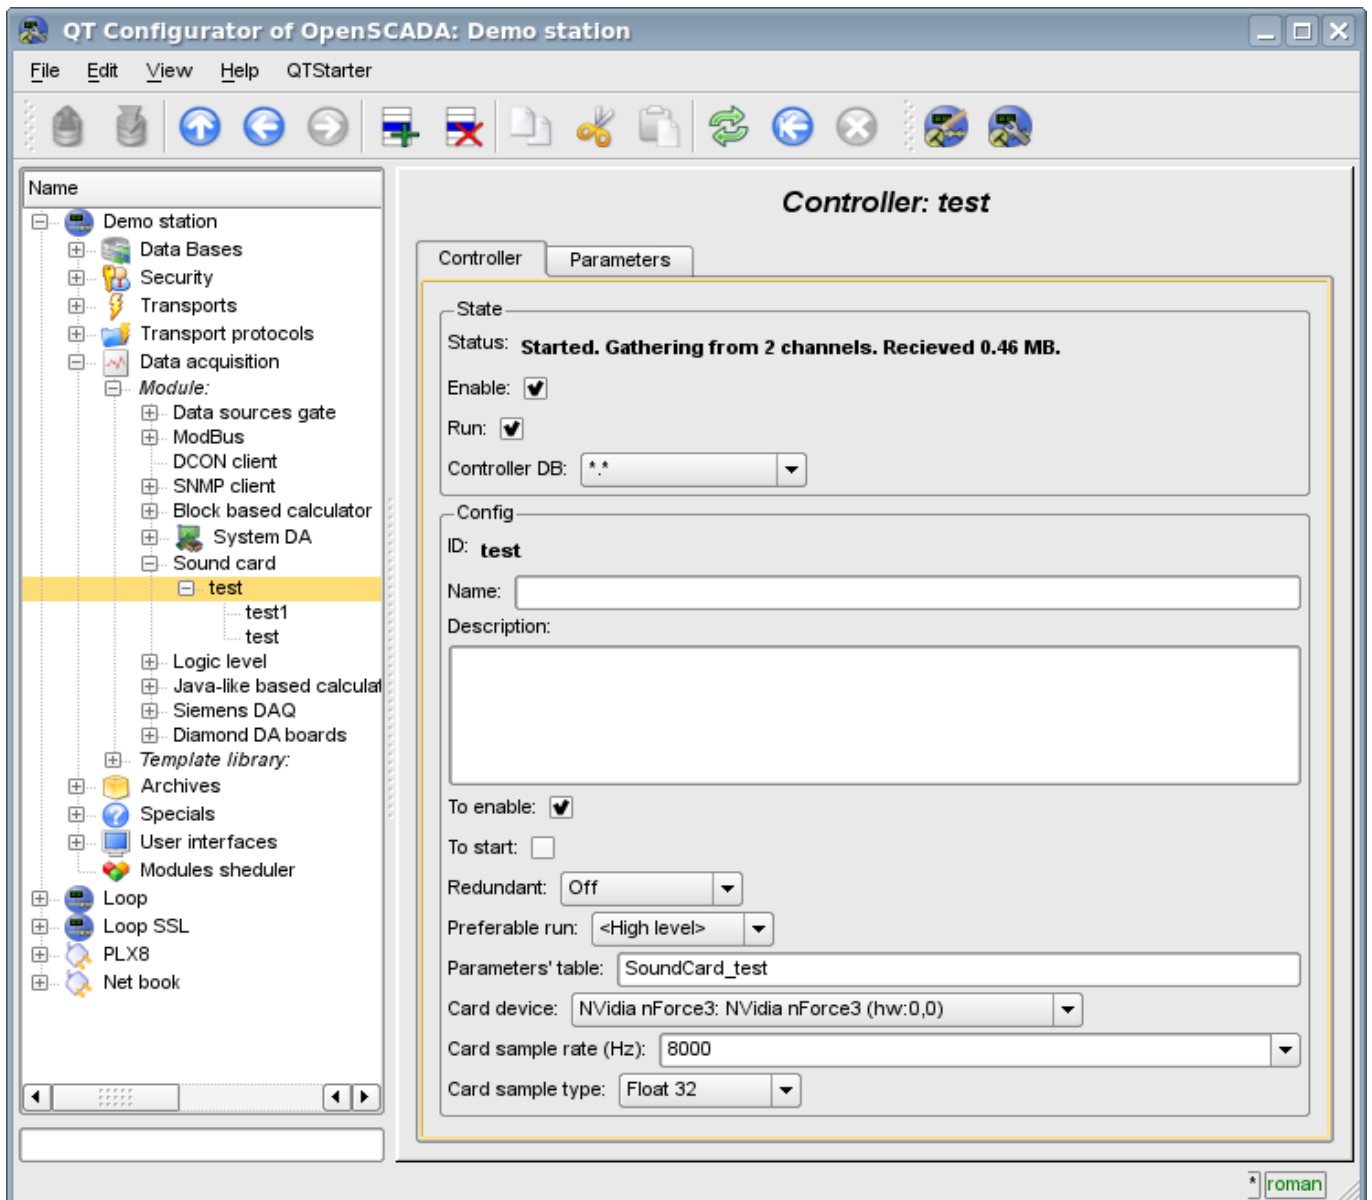 QT Configurator of OpenSCADA: Demo station
File Edit View Help QTStarter
Name
Demo station
Data Bases
Security
Transports
Transport protocols
Data acquisition
Module:
Data sources gate
ModBus
DCON client
SNMP client
Block based calculator
System DA
Sound card
test
test1
test
Logic level
Java-like based calculat
Siemens DAQ
Diamond DA boards
Template library:
Archives
Specials
User interfaces
Modules sheduler
Loop
Loop SSL
PLX8
Net book
Controller: test
Controller Parameters
State
Status: Started. Gathering from 2 channels. Recieved 0.46 MB.
Enable:
Run:
Controller DB: *.*
Config
ID: test
Name:
Description:
To enable:
To start:
Redundant: Off
Preferable run: <High level>
Parameters' table: SoundCard_test
Card device: NVidia nForce3: NVidia nForce3 (hw:0,0)
Card sample rate (Hz): 8000
Card sample type: Float 32
* roman